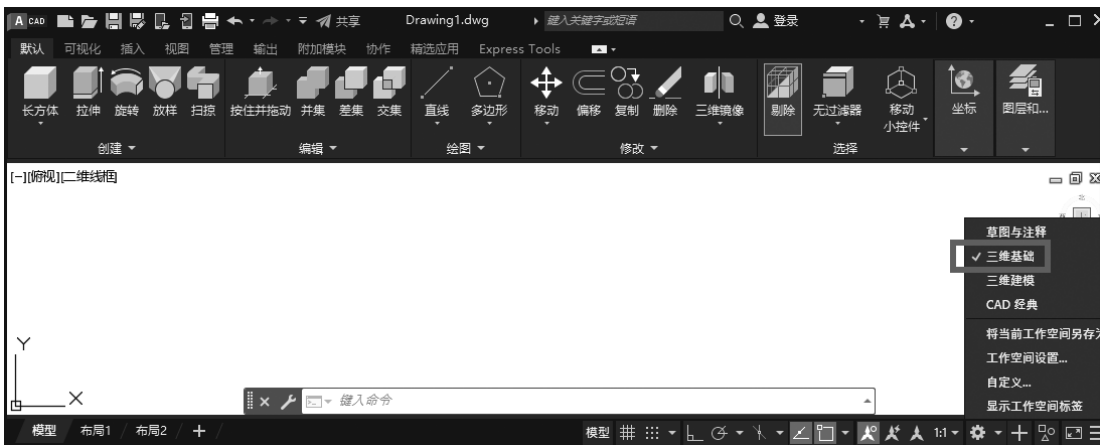 A CAD 共享 Drawing1.dwg 键入关键字或短语 登录
默认 可视化 插入 视图 管理 输出 附加模块 协作 精选应用 Express Tools
长方体 拉伸 旋转 放样 扫掠 按住并拖动 并集 差集 交集 直线 多边形 移动 偏移 复制 删除 三维镜像 剔除 无过滤器 移动 坐标 图层和...
小控件
创建 编辑 绘图 修改 选择
[−][俯视][二维线框]
北
上
草图与注释
✓ 三维基础
三维建模
CAD 经典
将当前工作空间另存为
工作空间设置...
自定义...
显示工作空间标签
Y
X
键入命令
模型 布局1 布局2 + 模型 1:1